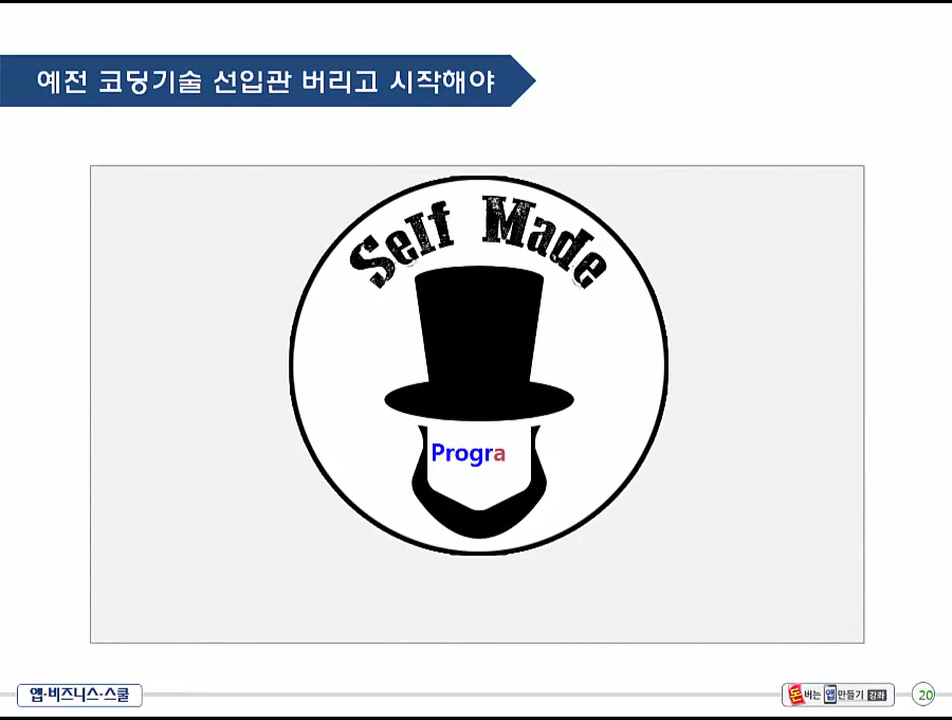 예전 코딩기술 선입관 버리고 시작해야
Self Made
Progra
앱·비즈니스·스쿨
돈버는 앱만들기 강좌
20